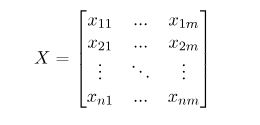 x₁₁ ... x₁ₘ
x₂₁ ... x₂ₘ
X = ⋮ ⋱ ⋮
xₙ₁ ... xₙₘ